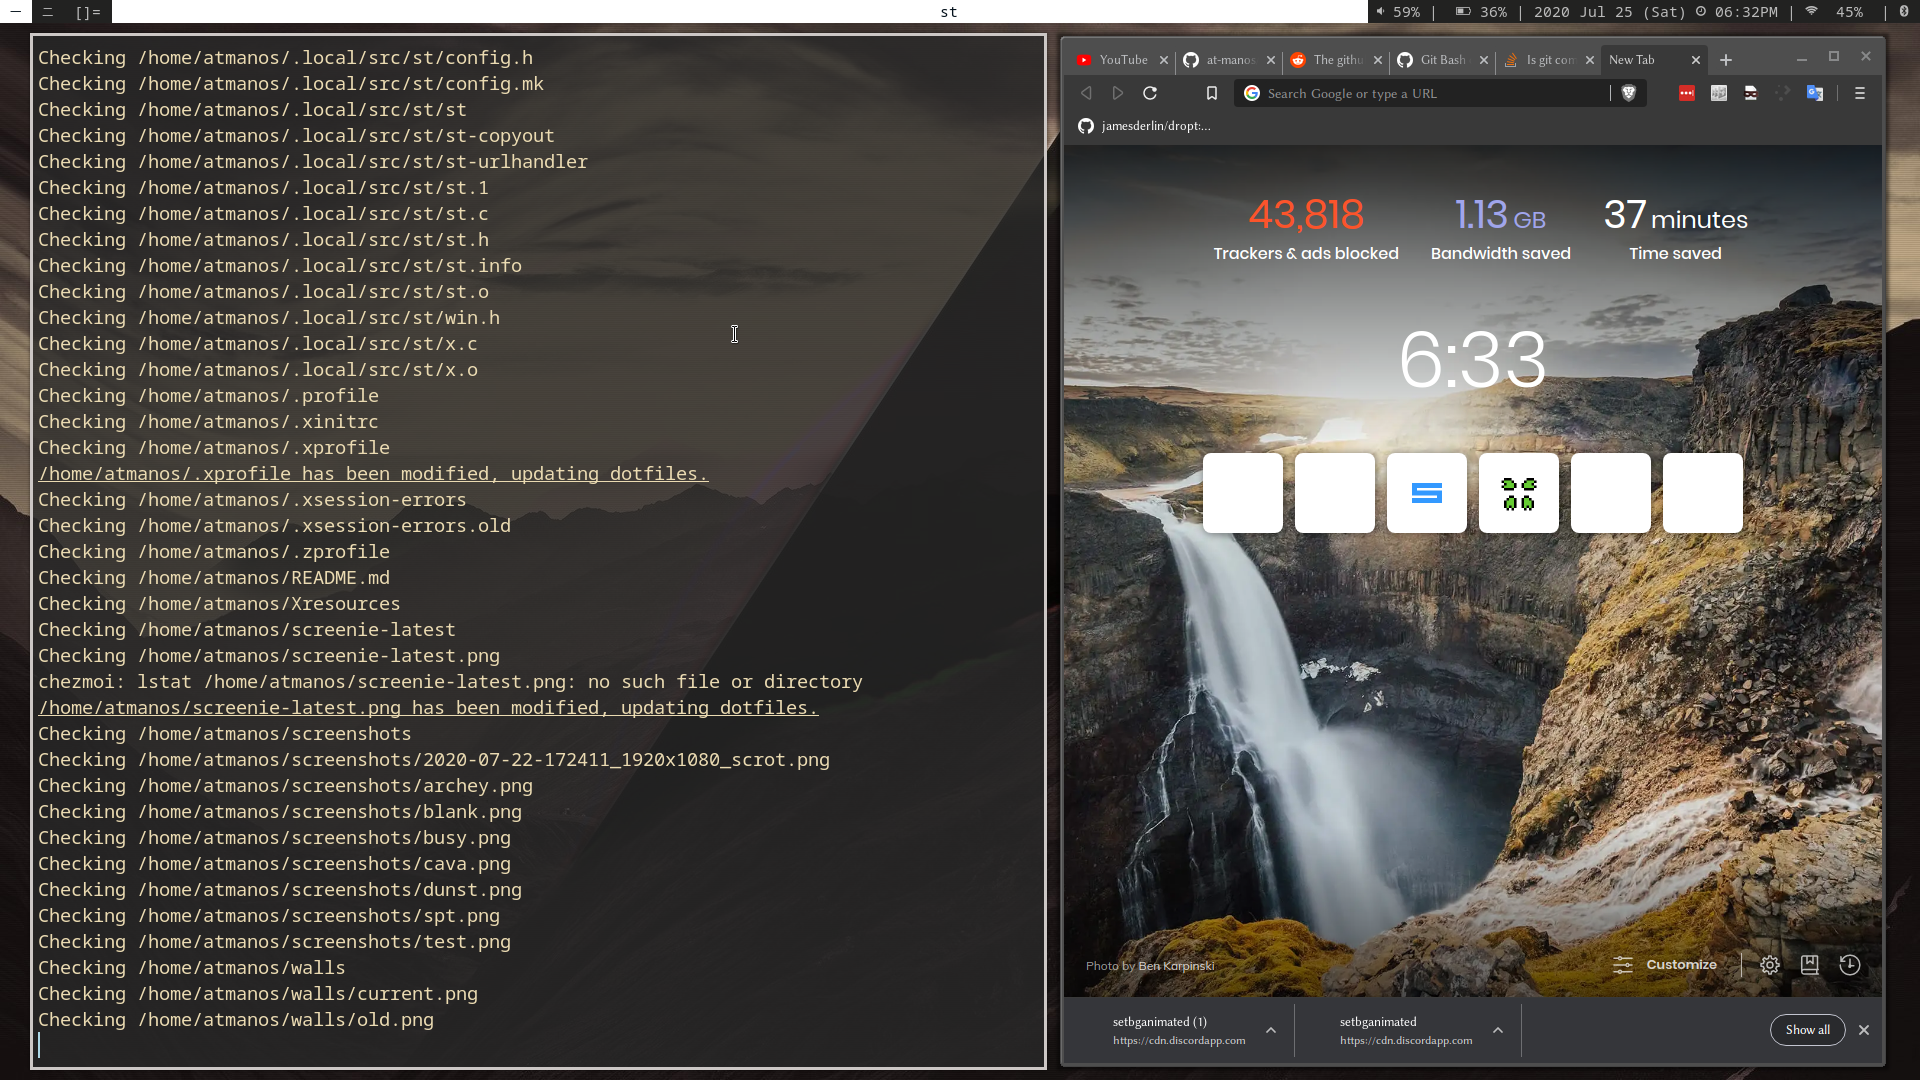 []=
st
59% | 36% | 2020 Jul 25 (Sat) 06:32PM | 45% |
Checking /home/atmanos/.local/src/st/config.h
Checking /home/atmanos/.local/src/st/config.mk
Checking /home/atmanos/.local/src/st/st
Checking /home/atmanos/.local/src/st/st-copyout
Checking /home/atmanos/.local/src/st/st-urlhandler
Checking /home/atmanos/.local/src/st/st.1
Checking /home/atmanos/.local/src/st/st.c
Checking /home/atmanos/.local/src/st/st.h
Checking /home/atmanos/.local/src/st/st.info
Checking /home/atmanos/.local/src/st/st.o
Checking /home/atmanos/.local/src/st/win.h
Checking /home/atmanos/.local/src/st/x.c
Checking /home/atmanos/.local/src/st/x.o
Checking /home/atmanos/.profile
Checking /home/atmanos/.xinitrc
Checking /home/atmanos/.xprofile
/home/atmanos/.xprofile has been modified, updating dotfiles.
Checking /home/atmanos/.xsession-errors
Checking /home/atmanos/.xsession-errors.old
Checking /home/atmanos/.zprofile
Checking /home/atmanos/README.md
Checking /home/atmanos/Xresources
Checking /home/atmanos/screenie-latest
Checking /home/atmanos/screenie-latest.png
chezmoi: lstat /home/atmanos/screenie-latest.png: no such file or directory
/home/atmanos/screenie-latest.png has been modified, updating dotfiles.
Checking /home/atmanos/screenshots
Checking /home/atmanos/screenshots/2020-07-22-172411_1920x1080_scrot.png
Checking /home/atmanos/screenshots/archey.png
Checking /home/atmanos/screenshots/blank.png
Checking /home/atmanos/screenshots/busy.png
Checking /home/atmanos/screenshots/cava.png
Checking /home/atmanos/screenshots/dunst.png
Checking /home/atmanos/screenshots/spt.png
Checking /home/atmanos/screenshots/test.png
Checking /home/atmanos/walls
Checking /home/atmanos/walls/current.png
Checking /home/atmanos/walls/old.png
YouTube at-manos The githu Git Bash Is git con New Tab
Search Google or type a URL
jamesderlin/dropt:...
43,818 1.13 GB 37 minutes
Trackers & ads blocked Bandwidth saved Time saved
6:33
Photo by Ben Karpinski Customize
setbganimated (1) setbganimated
https://cdn.discordapp.com https://cdn.discordapp.com
Show all